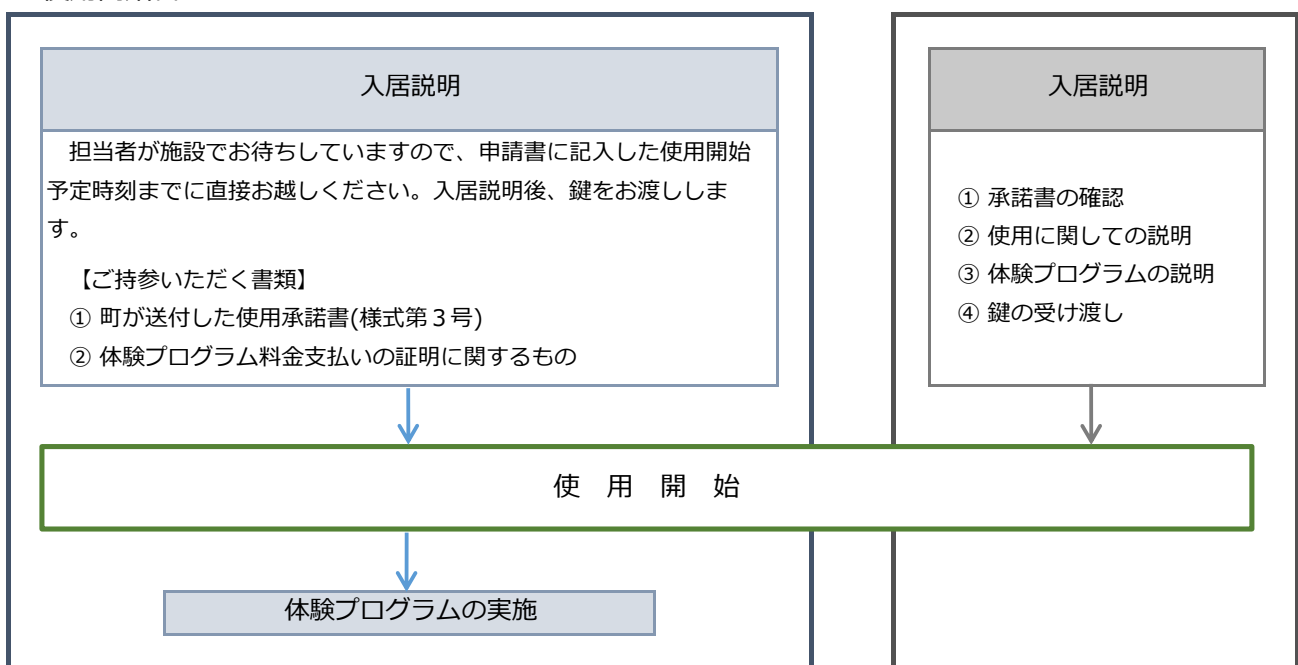 入居説明
担当者が施設でお待ちしていますので、申請書に記入した使用開始
予定時刻までに直接お越しください。入居説明後、鍵をお渡ししま
す。
【ご持参いただく書類】
① 町が送付した使用承諾書(様式第３号)
② 体験プログラム料金支払いの証明に関するもの
入居説明
① 承諾書の確認
② 使用に関しての説明
③ 体験プログラムの説明
④ 鍵の受け渡し
使　用　開　始
体験プログラムの実施